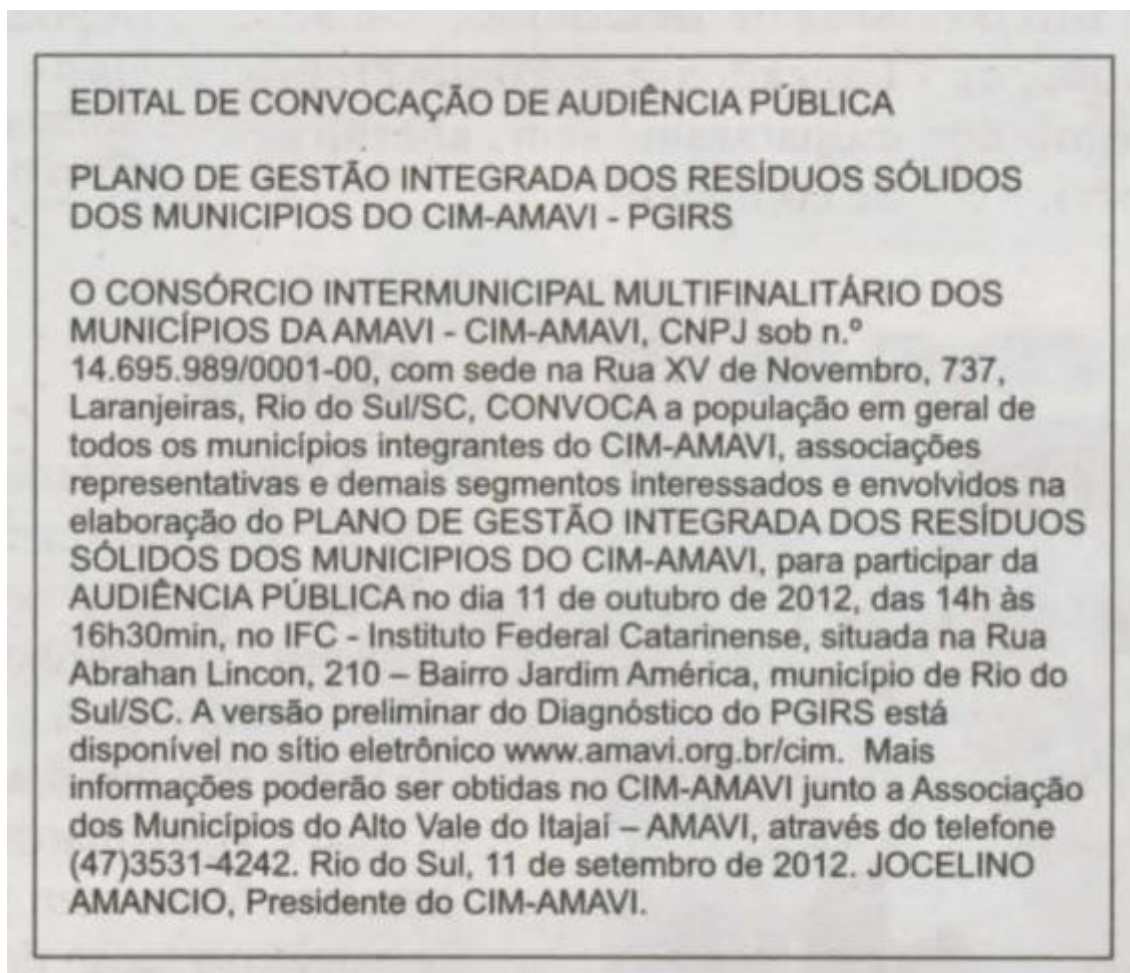 EDITAL DE CONVOCAÇÃO DE AUDIÊNCIA PÚBLICA
PLANO DE GESTÃO INTEGRADA DOS RESÍDUOS SÓLIDOS
DOS MUNICIPIOS DO CIM-AMAVI - PGIRS
O CONSÓRCIO INTERMUNICIPAL MULTIFINALITÁRIO DOS
MUNICÍPIOS DA AMAVI - CIM-AMAVI, CNPJ sob n.º
14.695.989/0001-00, com sede na Rua XV de Novembro, 737,
Laranjeiras, Rio do Sul/SC, CONVOCA a população em geral de
todos os municípios integrantes do CIM-AMAVI, associações
representativas e demais segmentos interessados e envolvidos na
elaboração do PLANO DE GESTÃO INTEGRADA DOS RESÍDUOS
SÓLIDOS DOS MUNICIPIOS DO CIM-AMAVI, para participar da
AUDIÊNCIA PÚBLICA no dia 11 de outubro de 2012, das 14h às
16h30min, no IFC - Instituto Federal Catarinense, situada na Rua
Abrahan Lincon, 210 – Bairro Jardim América, município de Rio do
Sul/SC. A versão preliminar do Diagnóstico do PGIRS está
disponível no sítio eletrônico www.amavi.org.br/cim. Mais
informações poderão ser obtidas no CIM-AMAVI junto a Associação
dos Municípios do Alto Vale do Itajaí – AMAVI, através do telefone
(47)3531-4242. Rio do Sul, 11 de setembro de 2012. JOCELINO
AMANCIO, Presidente do CIM-AMAVI.